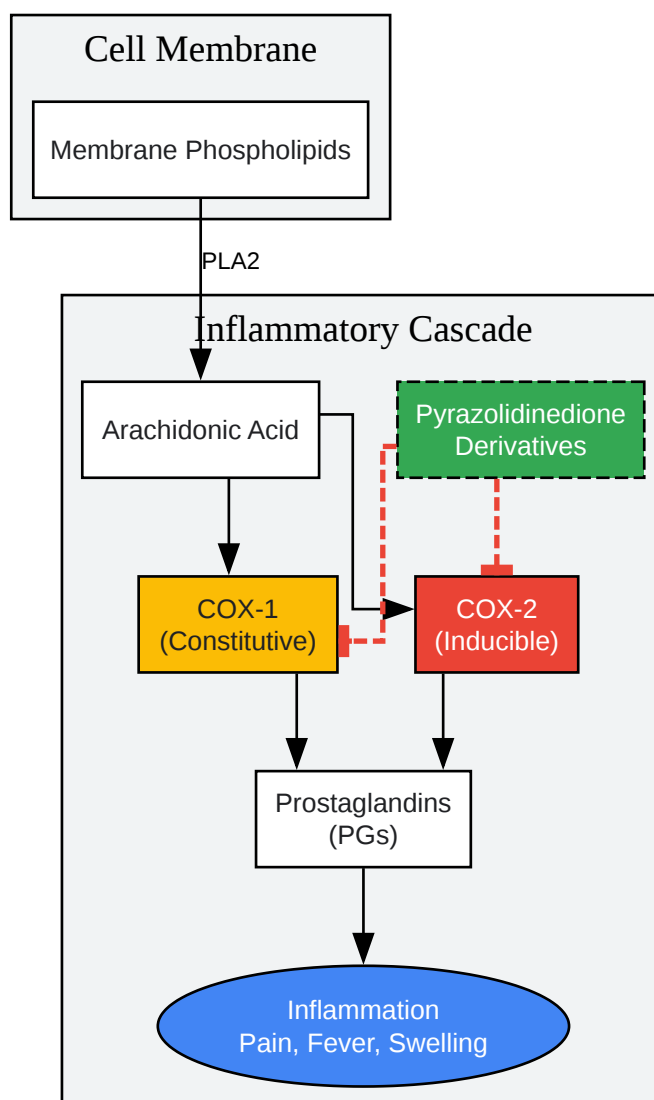 Cell Membrane
Membrane Phospholipids
PLA2
Inflammatory Cascade
Arachidonic Acid
Pyrazolidinedione
Derivatives
COX-1
(Constitutive)
COX-2
(Inducible)
Prostaglandins
(PGs)
Inflammation
Pain, Fever, Swelling